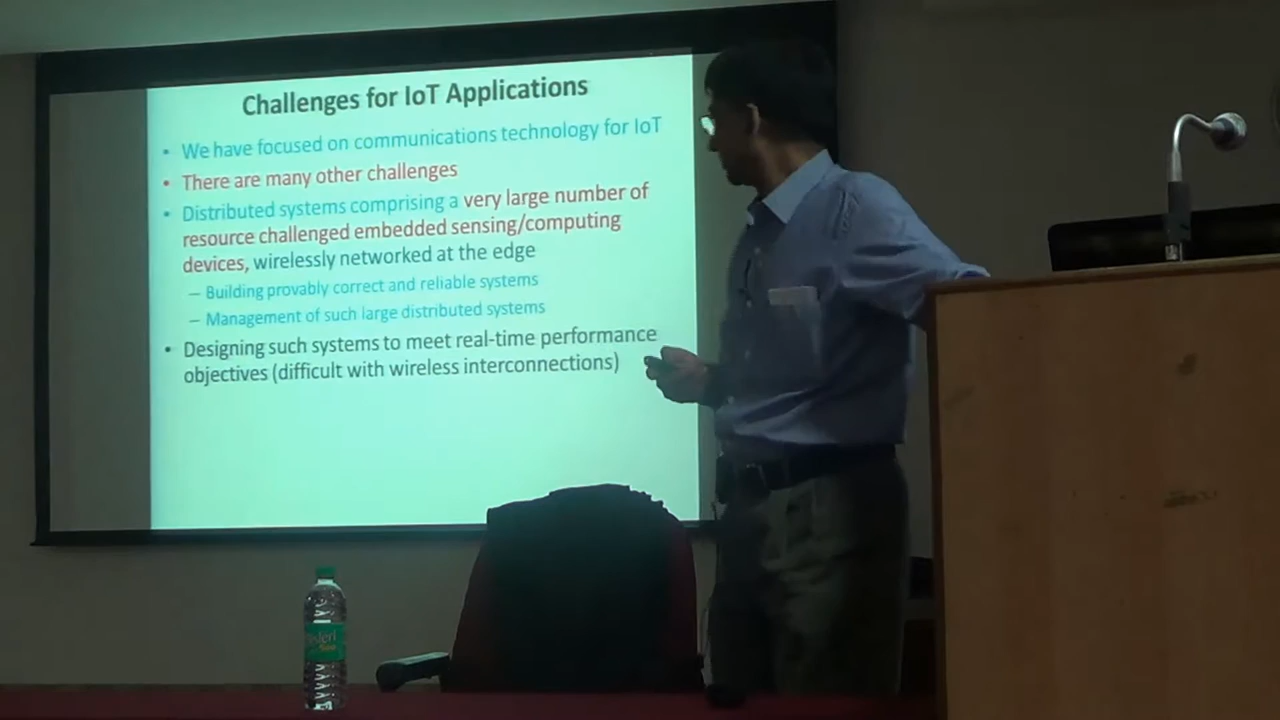 Challenges for IoT Applications
• We have focused on communications technology for IoT
• There are many other challenges
• Distributed systems comprising a very large number of
resource challenged embedded sensing/computing
devices, wirelessly networked at the edge
– Building provably correct and reliable systems
– Management of such large distributed systems
• Designing such systems to meet real-time performance
objectives (difficult with wireless interconnections)